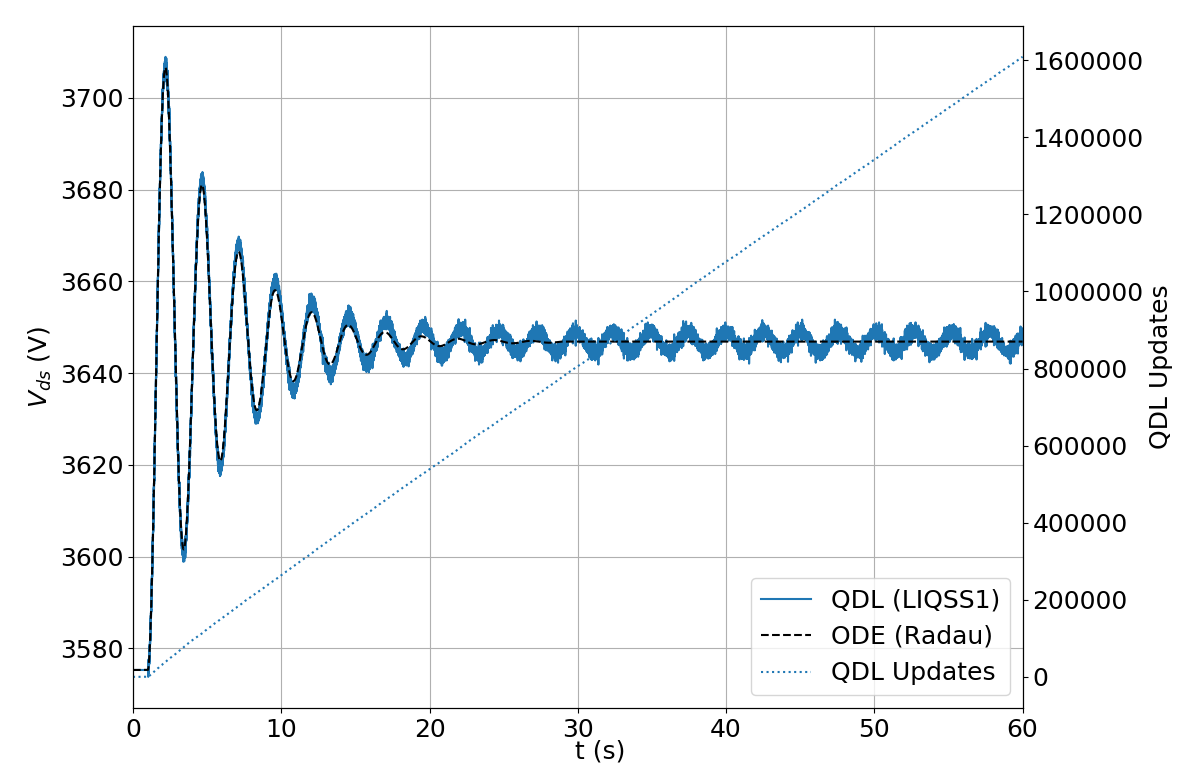 3700
3680
3660
3640
3620
3600
3580
V_ds (V)
1600000
1400000
1200000
1000000
800000
600000
400000
200000
0
QDL Updates
QDL (LIQSS1)
ODE (Radau)
QDL Updates
0 10 20 30 40 50 60
t (s)